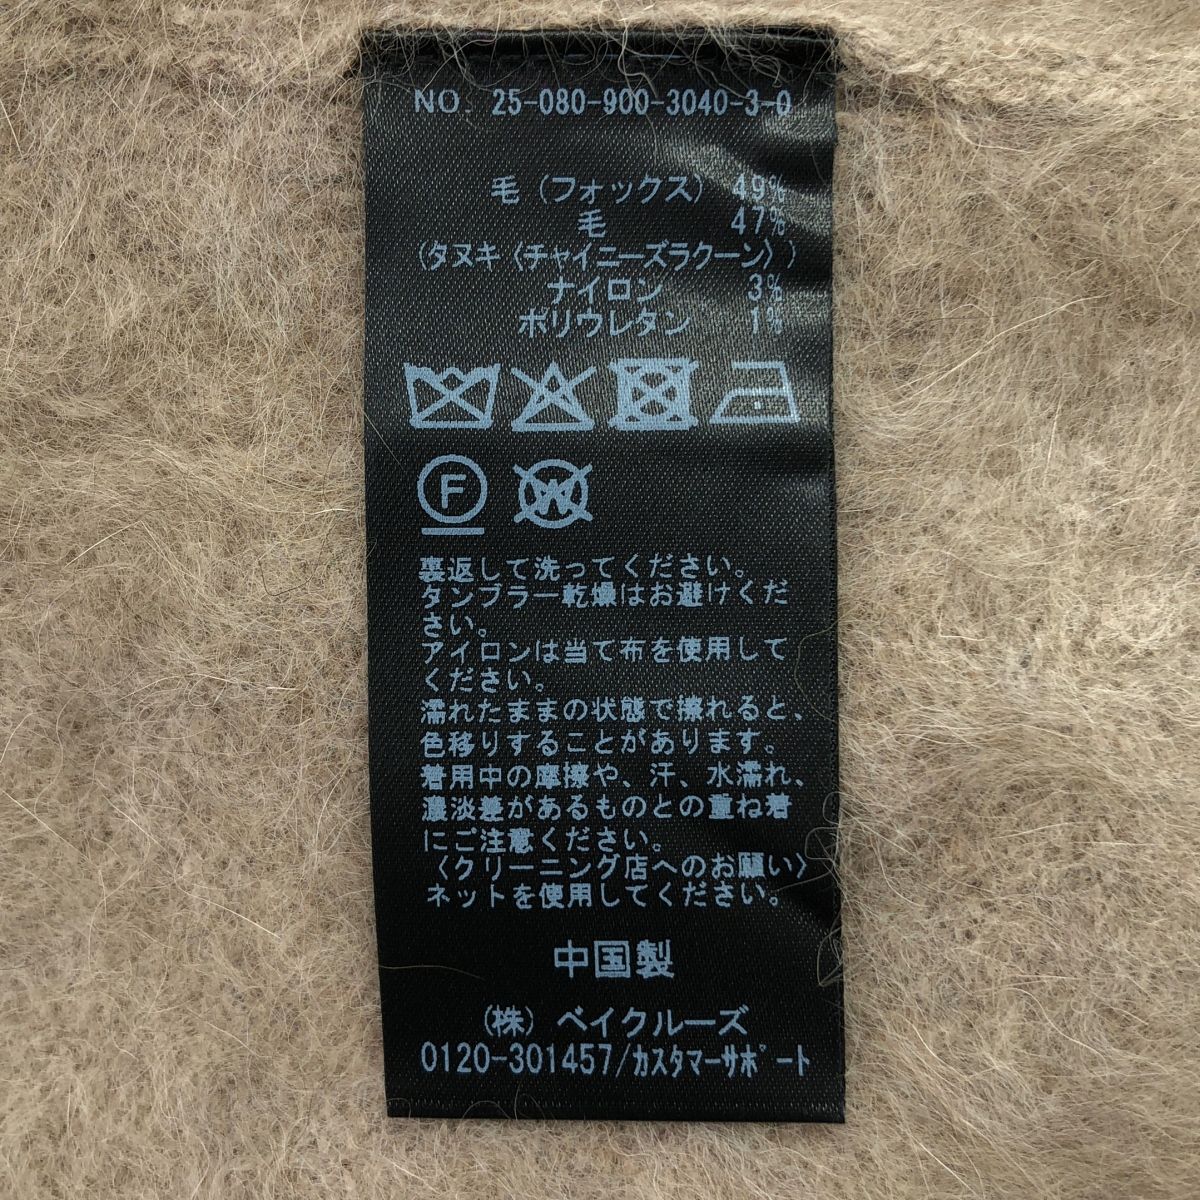 NO. 25-080-900-3040-3-0
毛（フォックス） 49%
毛 47%
（タヌキ〈チャイニーズラクーン〉）
ナイロン 3%
ポリウレタン 1%
F
W
裏返して洗ってください。
タンブラー乾燥はお避けくだ
さい。
アイロンは当て布を使用して
ください。
濡れたままの状態で擦れると、
色移りすることがあります。
着用中の摩擦や、汗、水濡れ、
濃淡差があるものとの重ね着
にご注意ください。
〈クリーニング店へのお願い〉
ネットを使用してください。
中国製
（株）ベイクルーズ
0120-301457/ｶｽﾀﾏｰｻﾎﾟｰﾄ